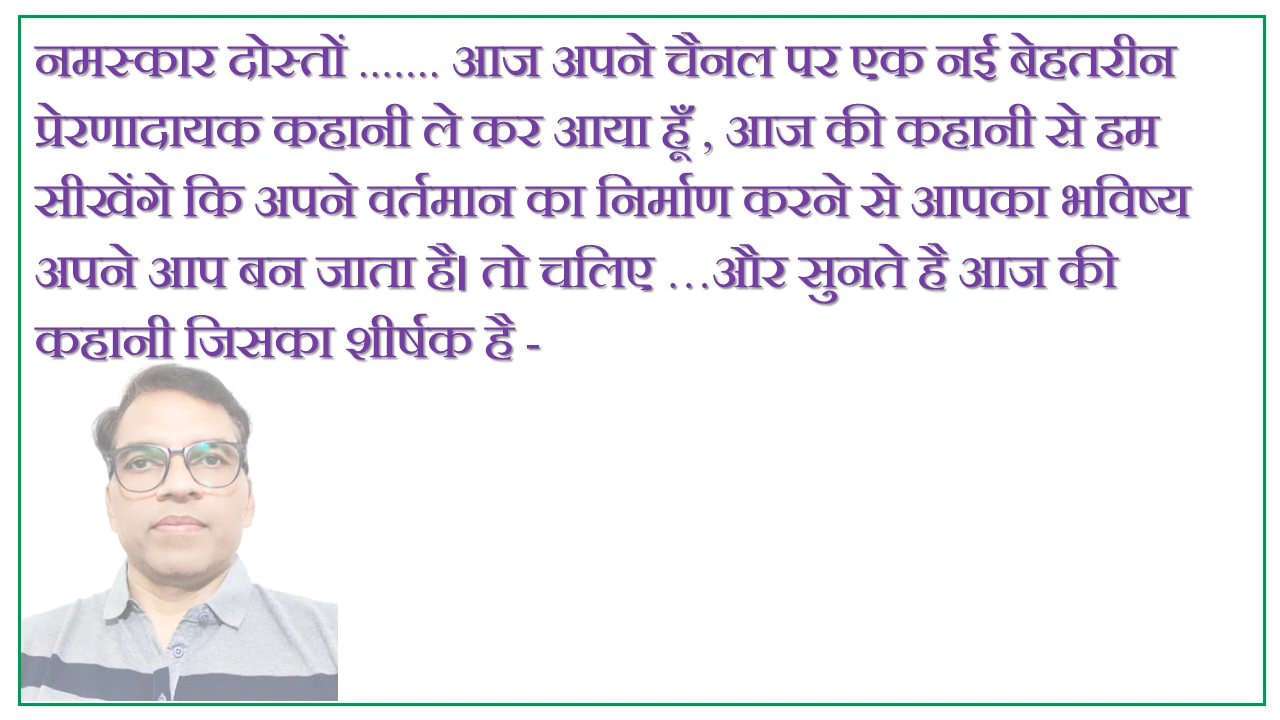 नमस्कार दोस्तों ....... आज अपने चैनल पर एक नई बेहतरीन
प्रेरणादायक कहानी ले कर आया हूँ , आज की कहानी से हम
सीखेंगे कि अपने वर्तमान का निर्माण करने से आपका भविष्य
अपने आप बन जाता है| तो चलिए ...और सुनते है आज की
कहानी जिसका शीर्षक है -